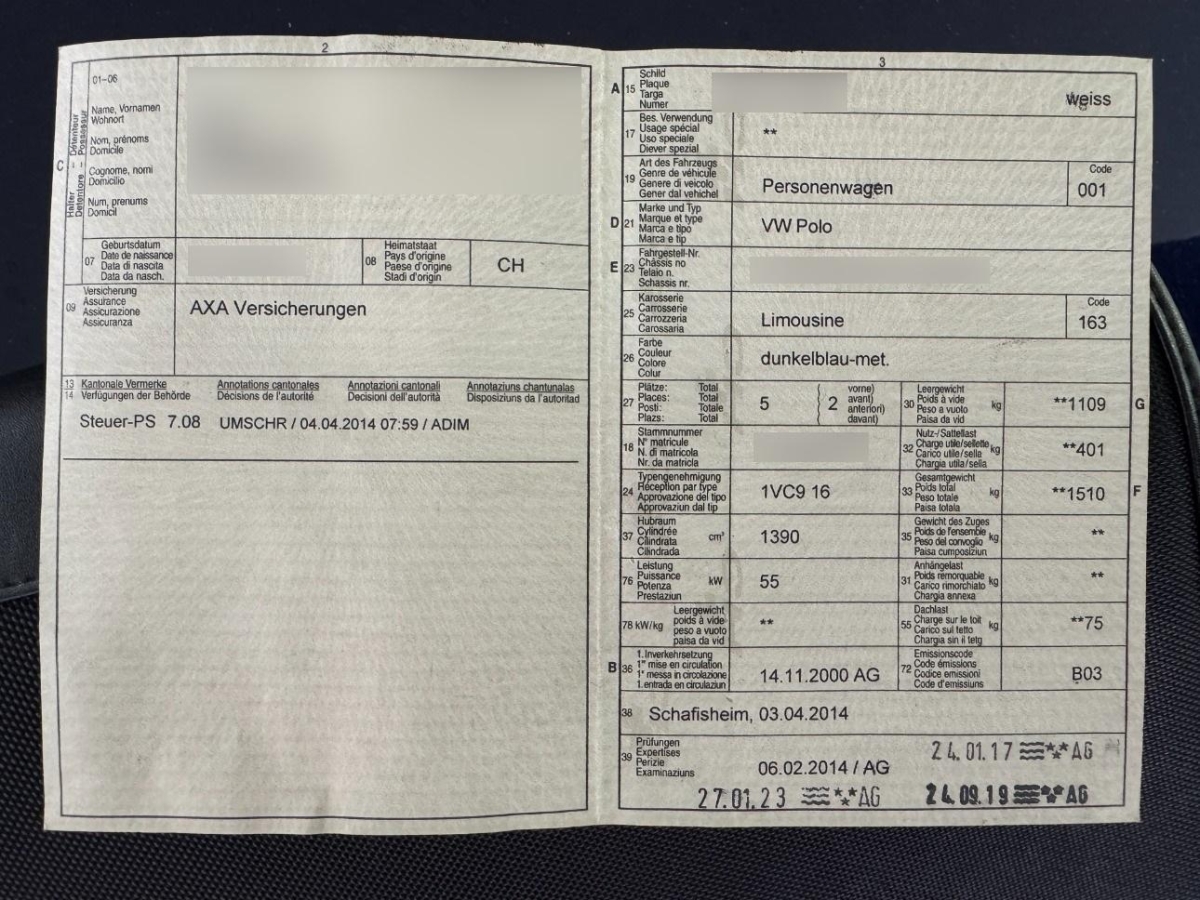 2
01-06
Halter Détenteur
Detentore Possessur
C
Name, Vornamen
Wohnort
Nom, prénoms
Domicile
Cognome, nomi
Domicilio
Num, prenums
Domicil
07
Geburtsdatum
Date de naissance
Data di nascita
Data da nasch.
08
Heimatstaat
Pays d'origine
Paese d'origine
Stadi d'origin
CH
09
Versicherung
Assurance
Assicurazione
Assicuranza
AXA Versicherungen
13 Kantonale Vermerke Annotations cantonales Annotazioni cantonali Annotaziuns chantunalas
14 Verfügungen der Behörde Décisions de l'autorité Decisioni dell'autorità Disposiziuns da l'autoritad
Steuer-PS 7.08 UMSCHR / 04.04.2014 07:59 / ADIM
3
A 15
Schild
Plaque
Targa
Numer
weiss
17
Bes. Verwendung
Usage spécial
Uso speciale
Diever spezial
**
19
Art des Fahrzeugs
Genre de véhicule
Genere di veicolo
Gener dal vehichel
Personenwagen
Code
001
D 21
Marke und Typ
Marque et type
Marca e tipo
Marca e tip
VW Polo
E 23
Fahrgestell-Nr.
Châssis no
Telaio n.
Schassis nr.
25
Karosserie
Carrosserie
Carrozzeria
Carossaria
Limousine
Code
163
26
Farbe
Couleur
Colore
Colur
dunkelblau-met.
27
Plätze: Total
Places: Total
Posti: Totale
Plazs: Total
5
2
vorne)
avant)
anteriori)
davant)
30
Leergewicht
Poids à vide
Peso a vuoto
Paisa da vid
kg
**1109
G
18
Stammnummer
N° matricule
N. di matricola
Nr. da matricla
32
Nutz-/Sattellast
Charge utile/sellette
Carico utile/sella
Chargia utila/sella
kg
**401
24
Typengenehmigung
Réception par type
Approvazione del tipo
Approvaziun dal tip
1VC9 16
33
Gesamtgewicht
Poids total
Peso totale
Paisa totala
kg
**1510
F
37
Hubraum
Cylindrée
Cilindrata
Cilindrada
cm³
1390
35
Gewicht des Zuges
Poids de l'ensemble
Peso del convoglio
Paisa cumposiziun
kg
**
76
Leistung
Puissance
Potenza
Prestaziun
kW
55
31
Anhängelast
Poids remorquable
Carico rimorchiato
Chargia annexa
kg
**
78 kW/kg
Leergewicht
poids à vide
peso a vuoto
paisa da vid
**
55
Dachlast
Charge sur le toit
Carico sul tetto
Chargia sin il tetg
kg
**75
B 36
1. Inverkehrsetzung
1re mise en circulation
1a messa in circolazione
1. entrada en circulaziun
14.11.2000 AG
72
Emissionscode
Code émissions
Codice emissioni
Code d'emissiuns
B03
38
Schafisheim, 03.04.2014
39
Prüfungen
Expertises
Perizie
Examinaziuns
06.02.2014 / AG
24.01.17 AG
27.01.23 AG
24.09.19 AG